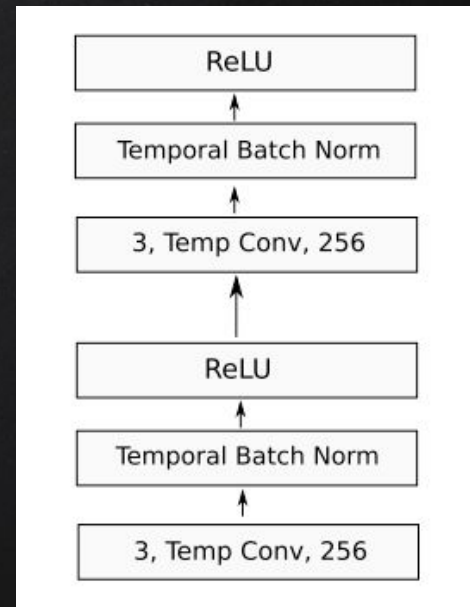 ReLU
Temporal Batch Norm
3, Temp Conv, 256
ReLU
Temporal Batch Norm
3, Temp Conv, 256